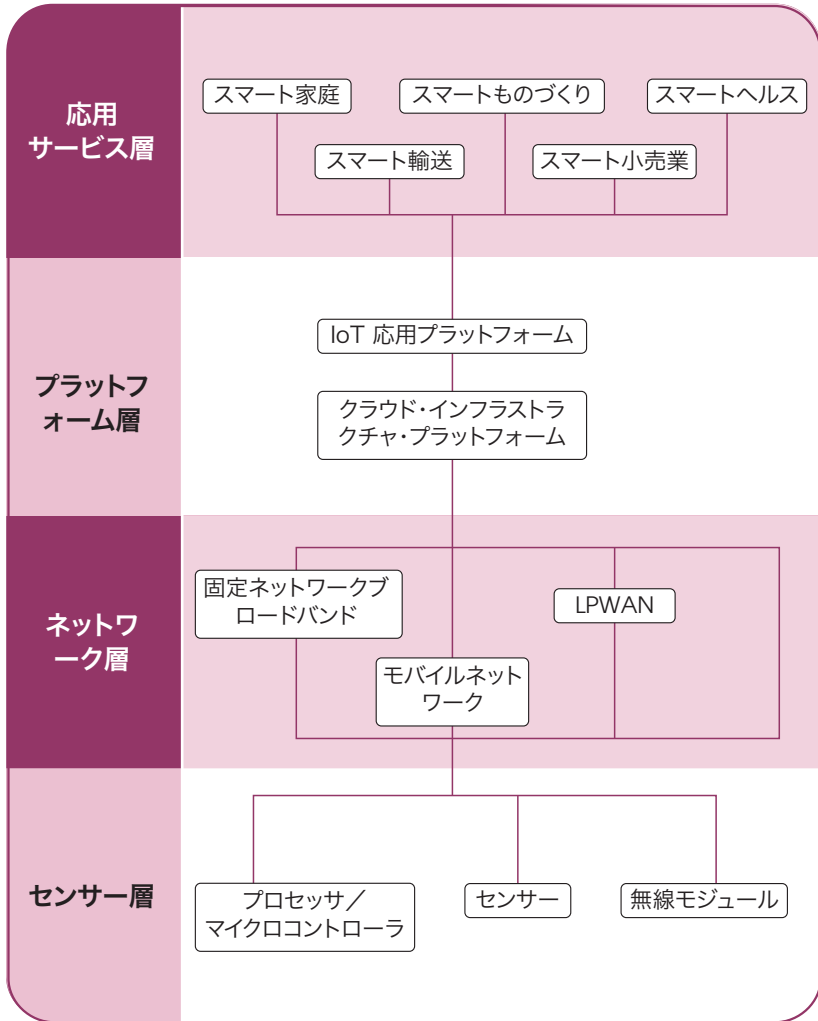 応用
サービス層
スマート家庭
スマートものづくり
スマートヘルス
スマート輸送
スマート小売業
プラットフ
ォーム層
IoT 応用プラットフォーム
クラウド・インフラストラ
クチャ・プラットフォーム
ネットワ
ーク層
固定ネットワークブ
ロードバンド
LPWAN
モバイルネット
ワーク
センサー層
プロセッサ／
マイクロコントローラ
センサー
無線モジュール